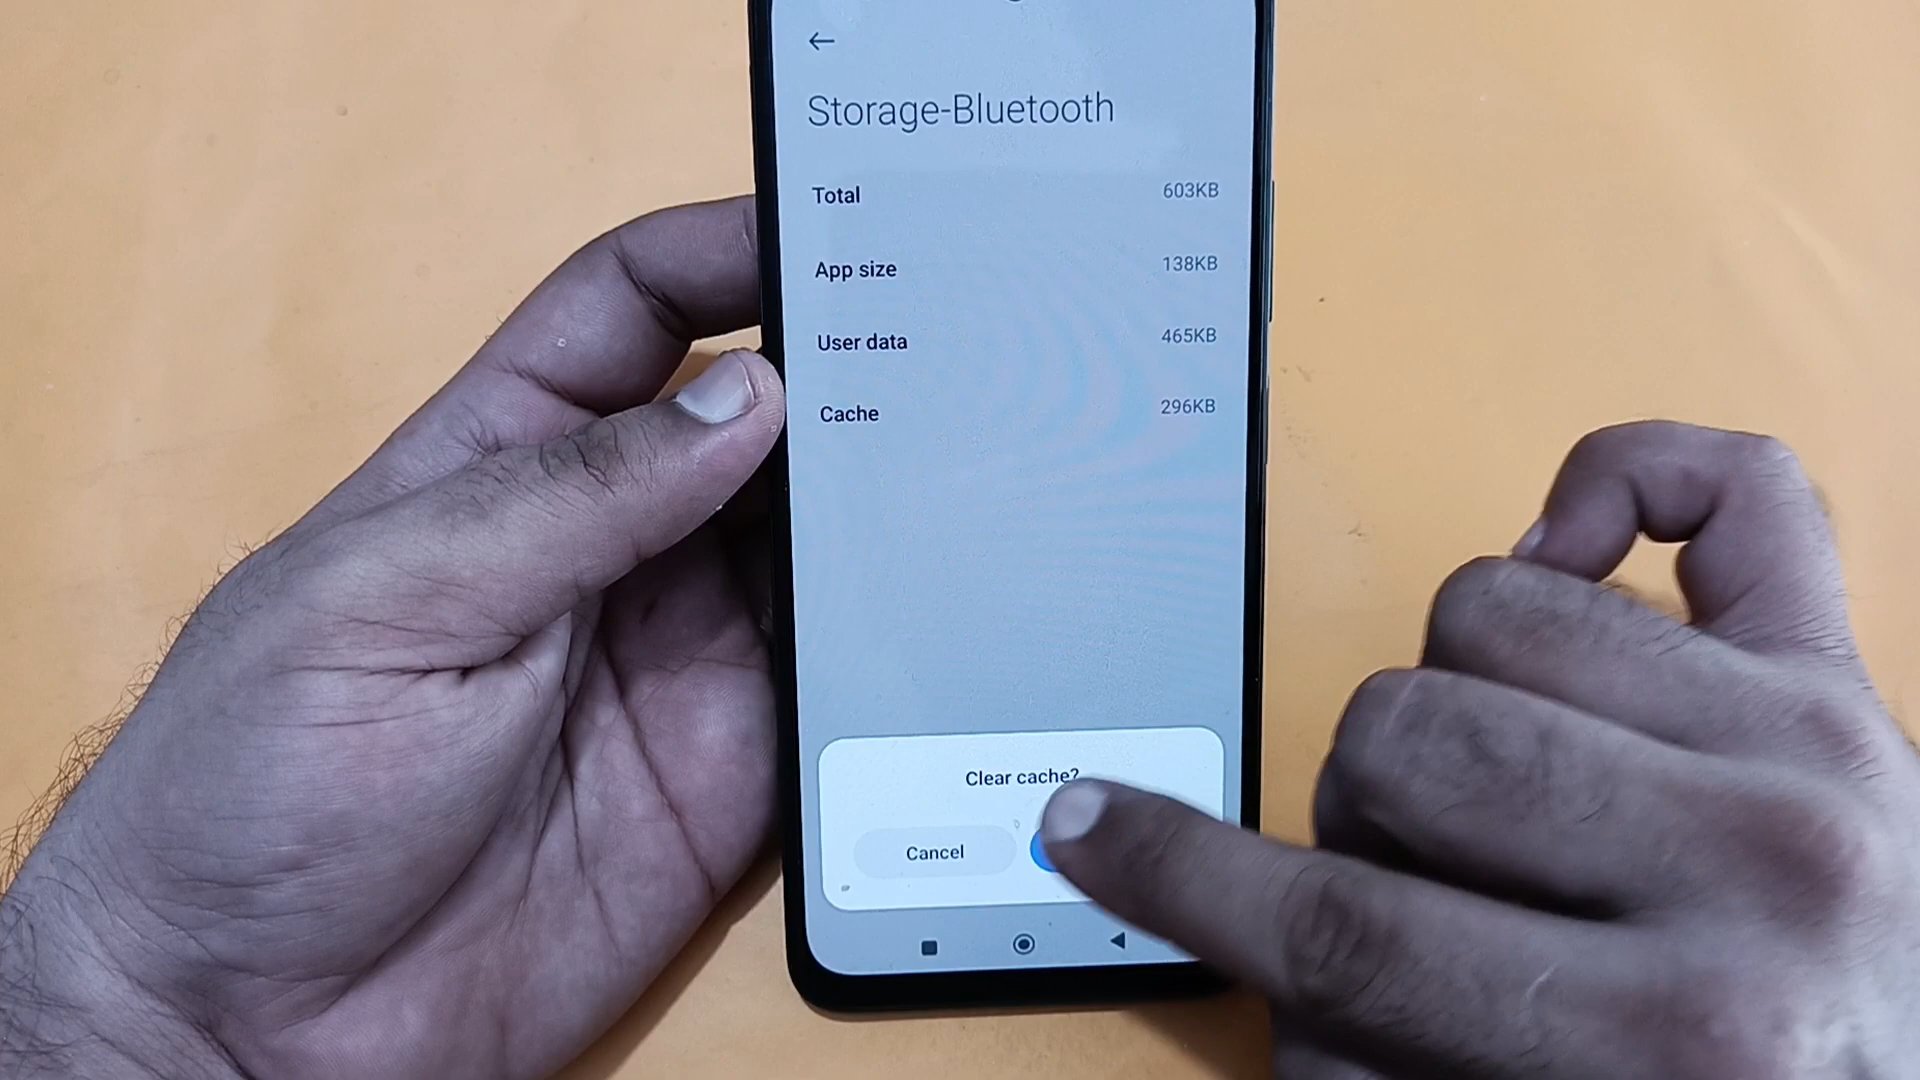 Storage-Bluetooth
Total 603KB
App size 138KB
User data 465KB
Cache 296KB
Clear cache?
Cancel